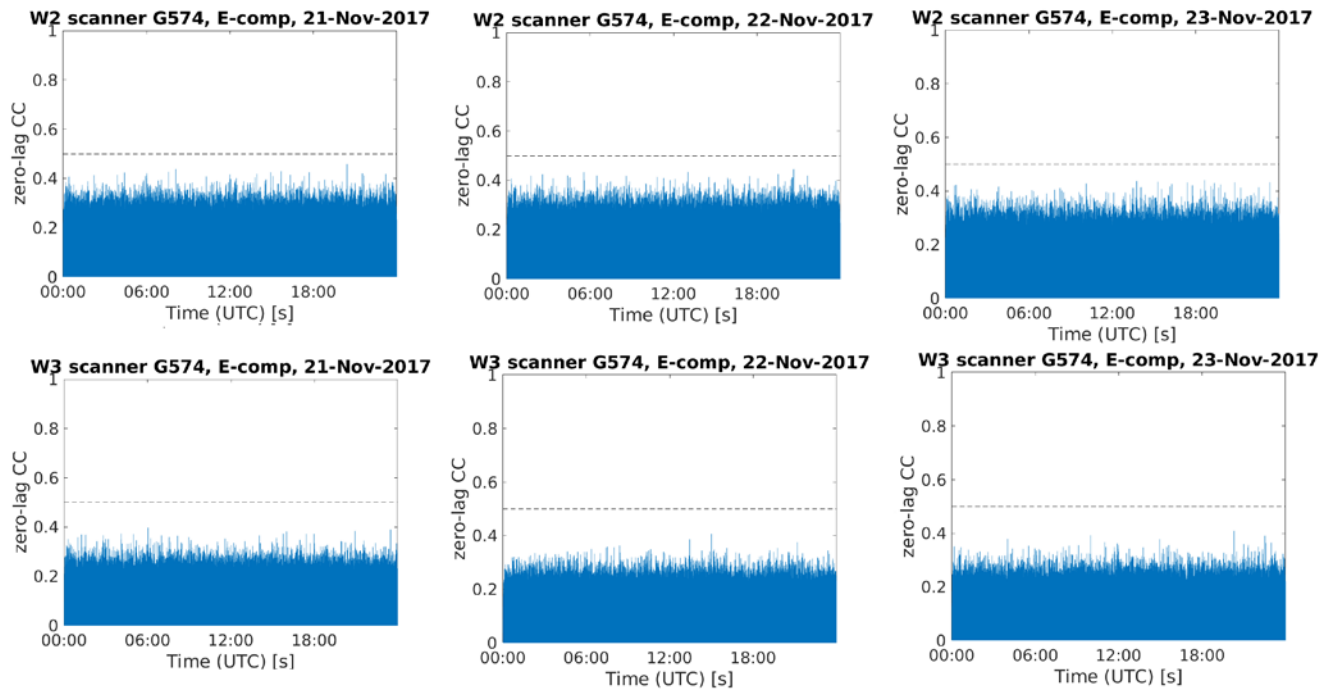 W2 scanner G574, E-comp, 21-Nov-2017
1
0.8
0.6
0.4
0.2
0
zero-lag CC
00:00 06:00 12:00 18:00
Time (UTC) [s]
W2 scanner G574, E-comp, 22-Nov-2017
1
0.8
0.6
0.4
0.2
0
zero-lag CC
00:00 06:00 12:00 18:00
Time (UTC) [s]
W2 scanner G574, E-comp, 23-Nov-2017
1
0.8
0.6
0.4
0.2
0
zero-lag CC
00:00 06:00 12:00 18:00
Time (UTC) [s]
W3 scanner G574, E-comp, 21-Nov-2017
1
0.8
0.6
0.4
0.2
0
zero-lag CC
00:00 06:00 12:00 18:00
Time (UTC) [s]
W3 scanner G574, E-comp, 22-Nov-2017
1
0.8
0.6
0.4
0.2
0
zero-lag CC
00:00 06:00 12:00 18:00
Time (UTC) [s]
W3 scanner G574, E-comp, 23-Nov-2017
1
0.8
0.6
0.4
0.2
0
zero-lag CC
00:00 06:00 12:00 18:00
Time (UTC) [s]